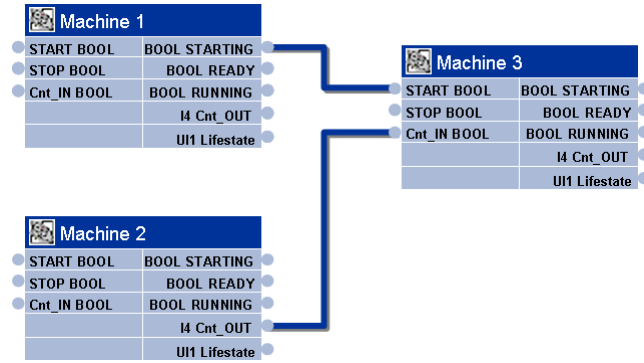 Machine 1
START BOOL BOOL STARTING
STOP BOOL BOOL READY
Cnt_IN BOOL BOOL RUNNING
I4 Cnt_OUT
UI1 Lifestate
Machine 3
START BOOL BOOL STARTING
STOP BOOL BOOL READY
Cnt_IN BOOL BOOL RUNNING
I4 Cnt_OUT
UI1 Lifestate
Machine 2
START BOOL BOOL STARTING
STOP BOOL BOOL READY
Cnt_IN BOOL BOOL RUNNING
I4 Cnt_OUT
UI1 Lifestate